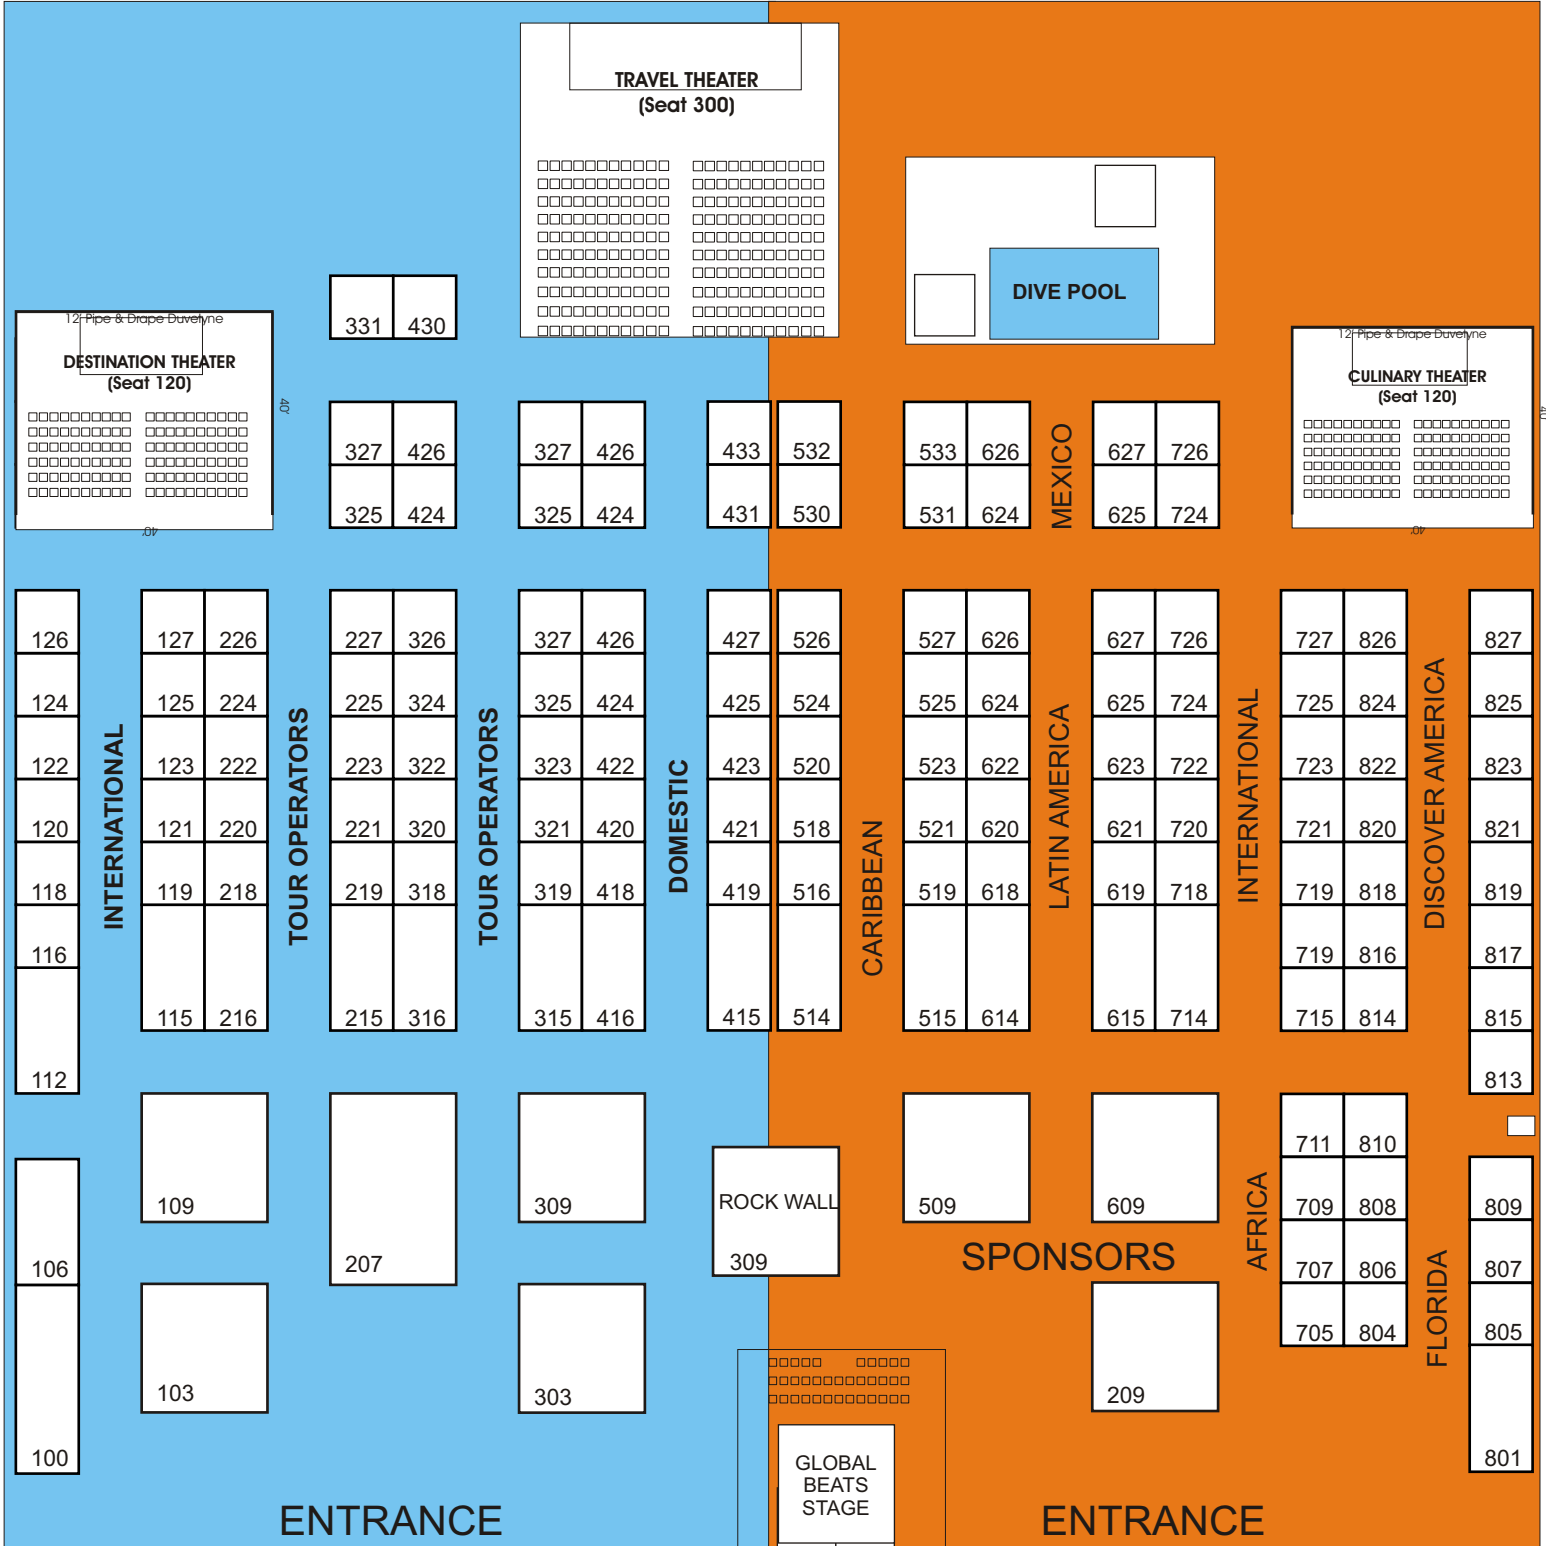 TRAVEL THEATER
(Seat 300)
DIVE POOL
331 430
12' Pipe & Drape Duvetyne
DESTINATION THEATER
(Seat 120)
40'
40'
12' Pipe & Drape Duvetyne
CULINARY THEATER
(Seat 120)
40'
40'
327 426 327 426 433 532 533 626 627 726
325 424 325 424 431 530 531 624 625 724
MEXICO
126 127 226 227 326 327 426 427 526 527 626 627 726 727 826 827
124 125 224 225 324 325 424 425 524 525 624 625 724 725 824 825
122 123 222 223 322 323 422 423 520 523 622 623 722 723 822 823
120 121 220 221 320 321 420 421 518 521 620 621 720 721 820 821
118 119 218 219 318 319 418 419 516 519 618 619 718 719 818 819
116 719 816 817
115 216 215 316 315 416 415 514 515 614 615 714 715 814 815
112 813
INTERNATIONAL
TOUR OPERATORS
TOUR OPERATORS
DOMESTIC
CARIBBEAN
LATIN AMERICA
INTERNATIONAL
DISCOVER AMERICA
711 810
109 309 ROCK WALL 509 609 709 808 809
106 207 309 SPONSORS 707 806 807
705 804 805
AFRICA
FLORIDA
103 303 209
100 801
GLOBAL
BEATS
STAGE
ENTRANCE ENTRANCE